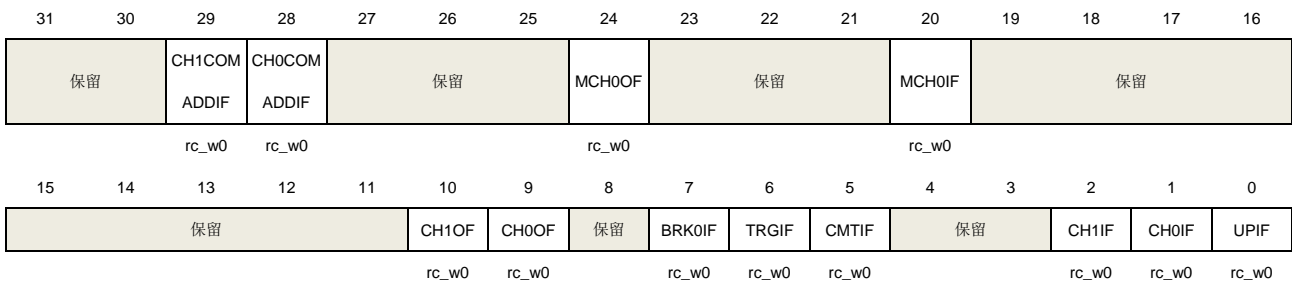 31 30 29 28 27 26 25 24 23 22 21 20 19 18 17 16
保留 CH1COM ADDIF CH0COM ADDIF 保留 MCH0OF 保留 MCH0IF 保留
rc_w0 rc_w0 rc_w0 rc_w0
15 14 13 12 11 10 9 8 7 6 5 4 3 2 1 0
保留 CH1OF CH0OF 保留 BRK0IF TRGIF CMTIF 保留 CH1IF CH0IF UPIF
rc_w0 rc_w0 rc_w0 rc_w0 rc_w0 rc_w0 rc_w0 rc_w0